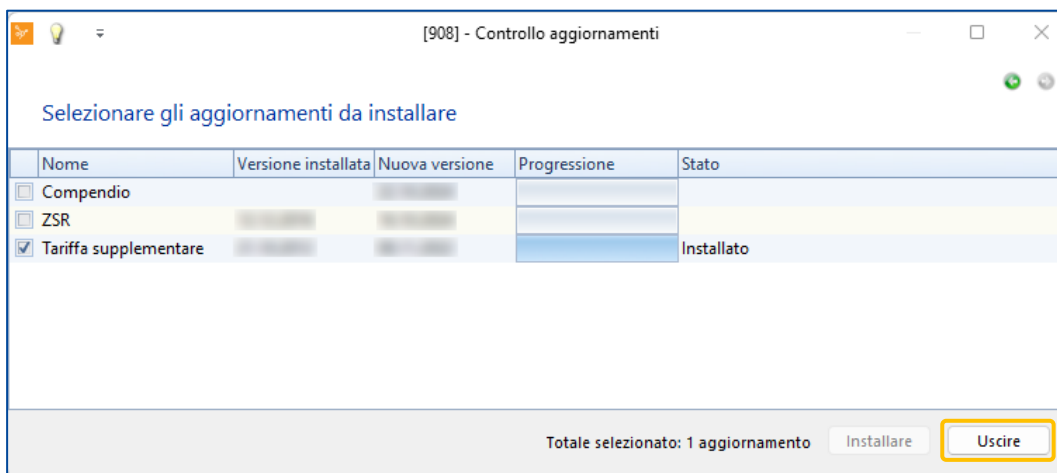 [908] - Controllo aggiornamenti
Selezionare gli aggiornamenti da installare
Nome Versione installata Nuova versione Progressione Stato
Compendio
ZSR
Tariffa supplementare Installato
Totale selezionato: 1 aggiornamento Installare Uscire